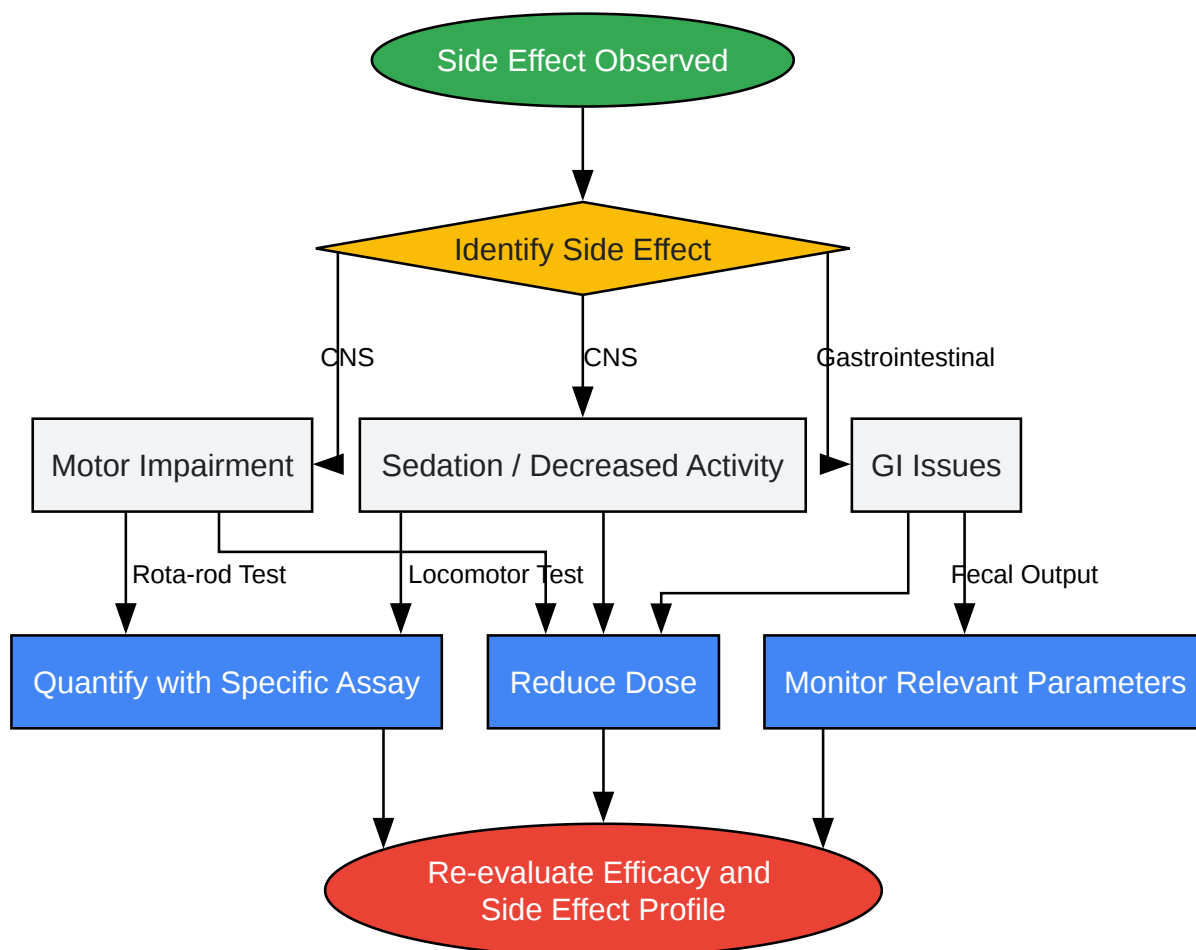 Side Effect Observed
Identify Side Effect
CNS
CNS
Gastrointestinal
Motor Impairment
Sedation / Decreased Activity
GI Issues
Rota-rod Test
Locomotor Test
Fecal Output
Quantify with Specific Assay
Reduce Dose
Monitor Relevant Parameters
Re-evaluate Efficacy and
Side Effect Profile